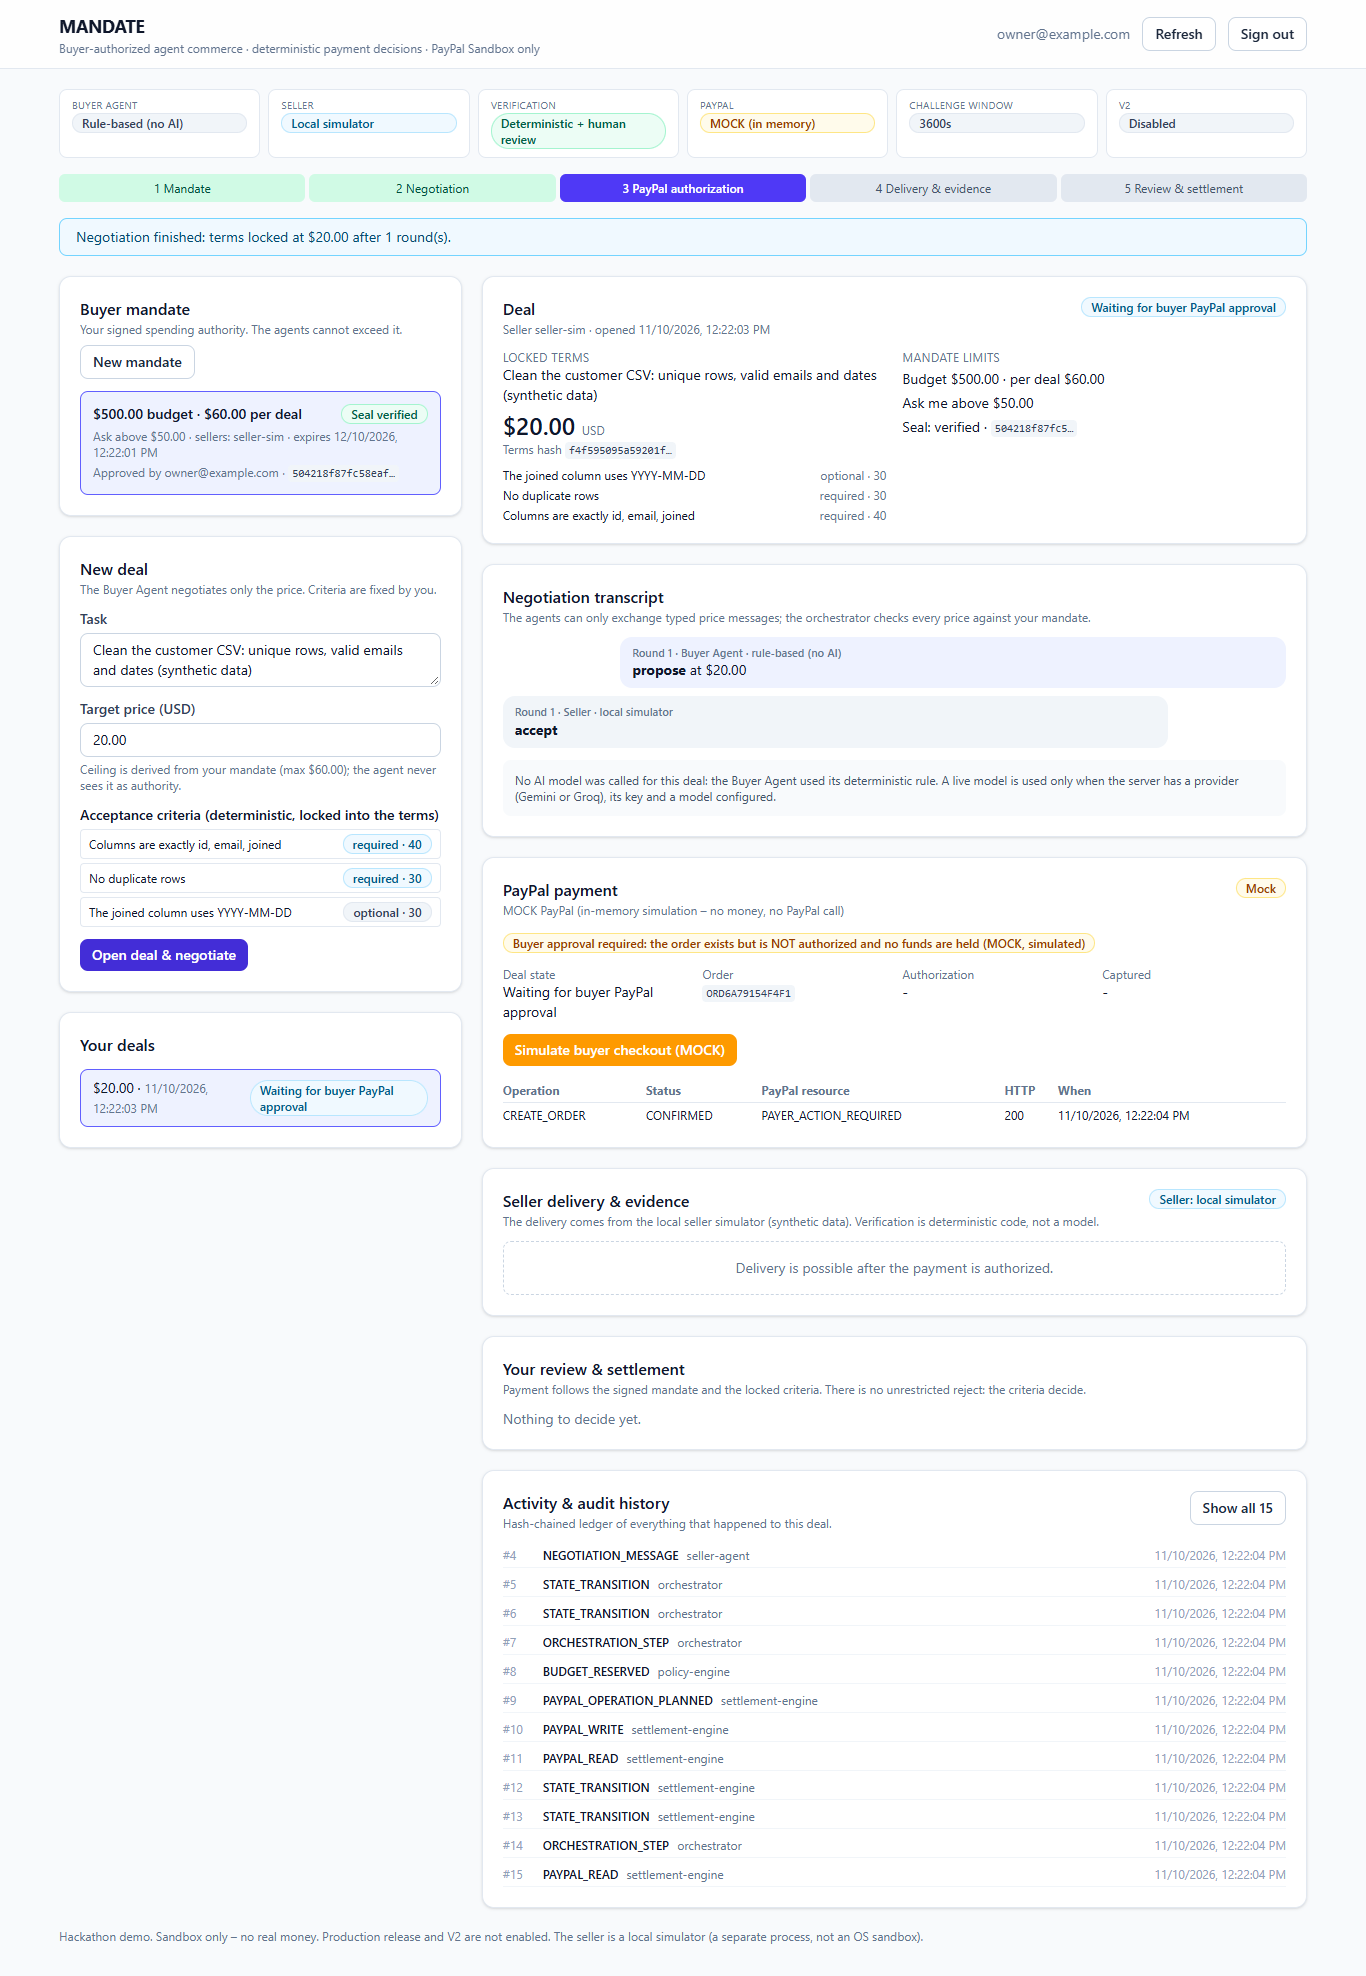 MANDATE
Buyer-authorized agent commerce · deterministic payment decisions · PayPal Sandbox only
owner@example.com
Refresh
Sign out
BUYER AGENT
Rule-based (no AI)
SELLER
Local simulator
VERIFICATION
Deterministic + human
review
PAYPAL
MOCK (in memory)
CHALLENGE WINDOW
3600s
V2
Disabled
1 Mandate
2 Negotiation
3 PayPal authorization
4 Delivery & evidence
5 Review & settlement
Negotiation finished: terms locked at $20.00 after 1 round(s).
Buyer mandate
Your signed spending authority. The agents cannot exceed it.
New mandate
$500.00 budget · $60.00 per deal
Seal verified
Ask above $50.00 · sellers: seller-sim · expires 12/10/2026,
12:22:01 PM
Approved by owner@example.com · 504218f87fc58eaf…
New deal
The Buyer Agent negotiates only the price. Criteria are fixed by you.
Task
Clean the customer CSV: unique rows, valid emails
and dates (synthetic data)
Target price (USD)
20.00
Ceiling is derived from your mandate (max $60.00); the agent never
sees it as authority.
Acceptance criteria (deterministic, locked into the terms)
Columns are exactly id, email, joined
required · 40
No duplicate rows
required · 30
The joined column uses YYYY-MM-DD
optional · 30
Open deal & negotiate
Your deals
$20.00 · 11/10/2026,
12:22:03 PM
Waiting for buyer PayPal
approval
Deal
Waiting for buyer PayPal approval
Seller seller-sim · opened 11/10/2026, 12:22:03 PM
LOCKED TERMS
Clean the customer CSV: unique rows, valid emails and dates
(synthetic data)
$20.00 USD
Terms hash f4f595095a59201f…
The joined column uses YYYY-MM-DD
optional · 30
No duplicate rows
required · 30
Columns are exactly id, email, joined
required · 40
MANDATE LIMITS
Budget $500.00 · per deal $60.00
Ask me above $50.00
Seal: verified · 504218f87fc5…
Negotiation transcript
The agents can only exchange typed price messages; the orchestrator checks every price against your mandate.
Round 1 · Buyer Agent · rule-based (no AI)
propose at $20.00
Round 1 · Seller · local simulator
accept
No AI model was called for this deal: the Buyer Agent used its deterministic rule. A live model is used only when the server has a provider
(Gemini or Groq), its key and a model configured.
PayPal payment
Mock
MOCK PayPal (in-memory simulation – no money, no PayPal call)
Buyer approval required: the order exists but is NOT authorized and no funds are held (MOCK, simulated)
Deal state
Waiting for buyer PayPal
approval
Order
ORD6A79154F4F1
Authorization
-
Captured
-
Simulate buyer checkout (MOCK)
Operation Status PayPal resource HTTP When
CREATE_ORDER CONFIRMED PAYER_ACTION_REQUIRED 200 11/10/2026, 12:22:04 PM
Seller delivery & evidence
Seller: local simulator
The delivery comes from the local seller simulator (synthetic data). Verification is deterministic code, not a model.
Delivery is possible after the payment is authorized.
Your review & settlement
Payment follows the signed mandate and the locked criteria. There is no unrestricted reject: the criteria decide.
Nothing to decide yet.
Activity & audit history
Show all 15
Hash-chained ledger of everything that happened to this deal.
#4 NEGOTIATION_MESSAGE seller-agent 11/10/2026, 12:22:04 PM
#5 STATE_TRANSITION orchestrator 11/10/2026, 12:22:04 PM
#6 STATE_TRANSITION orchestrator 11/10/2026, 12:22:04 PM
#7 ORCHESTRATION_STEP orchestrator 11/10/2026, 12:22:04 PM
#8 BUDGET_RESERVED policy-engine 11/10/2026, 12:22:04 PM
#9 PAYPAL_OPERATION_PLANNED settlement-engine 11/10/2026, 12:22:04 PM
#10 PAYPAL_WRITE settlement-engine 11/10/2026, 12:22:04 PM
#11 PAYPAL_READ settlement-engine 11/10/2026, 12:22:04 PM
#12 STATE_TRANSITION settlement-engine 11/10/2026, 12:22:04 PM
#13 STATE_TRANSITION settlement-engine 11/10/2026, 12:22:04 PM
#14 ORCHESTRATION_STEP orchestrator 11/10/2026, 12:22:04 PM
#15 PAYPAL_READ settlement-engine 11/10/2026, 12:22:04 PM
Hackathon demo. Sandbox only – no real money. Production release and V2 are not enabled. The seller is a local simulator (a separate process, not an OS sandbox).